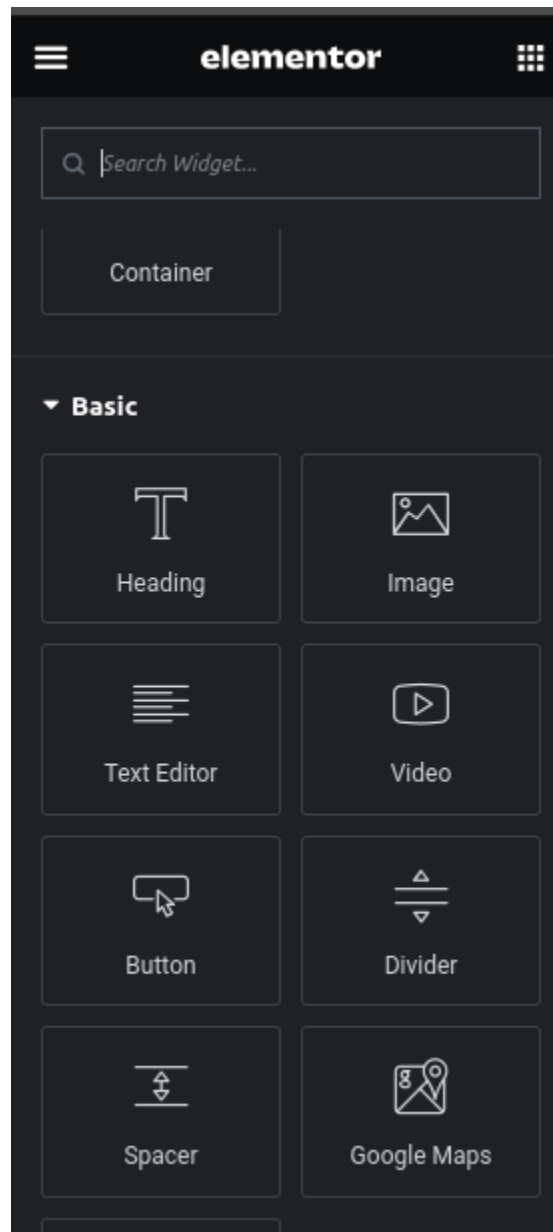 elementor
Search Widget...
Container
Basic
Heading
Image
Text Editor
Video
Button
Divider
Spacer
Google Maps